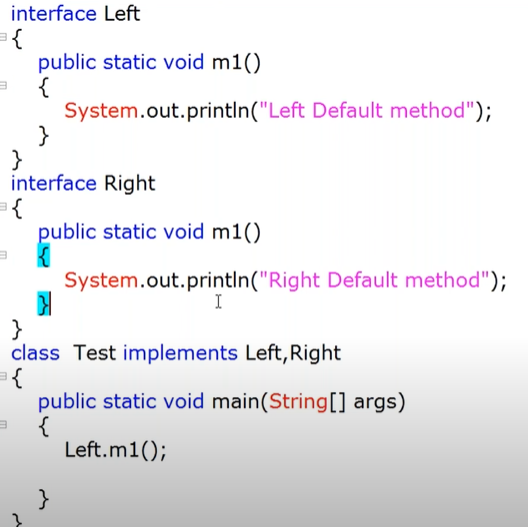 interface Left
{
public static void m1()
{
System.out.println("Left Default method");
}
}
interface Right
{
public static void m1()
{
System.out.println("Right Default method");
}
}
class  Test implements Left,Right
{
public static void main(String[] args)
{
Left.m1();
}
}